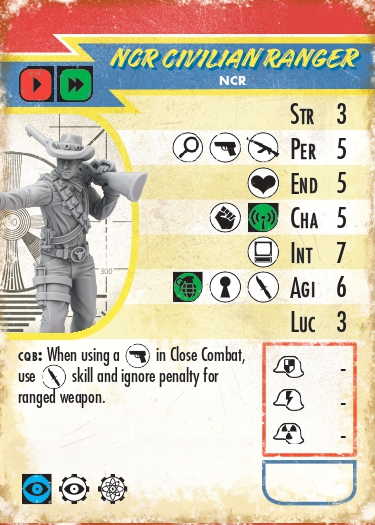 NCR CIVILIAN RANGER
NCR
STR 3
PER 5
END 5
CHA 5
INT 7
AGI 6
LUC 3
300
CQB: When using a in Close Combat,
use skill and ignore penalty for
ranged weapon.
-
-
-